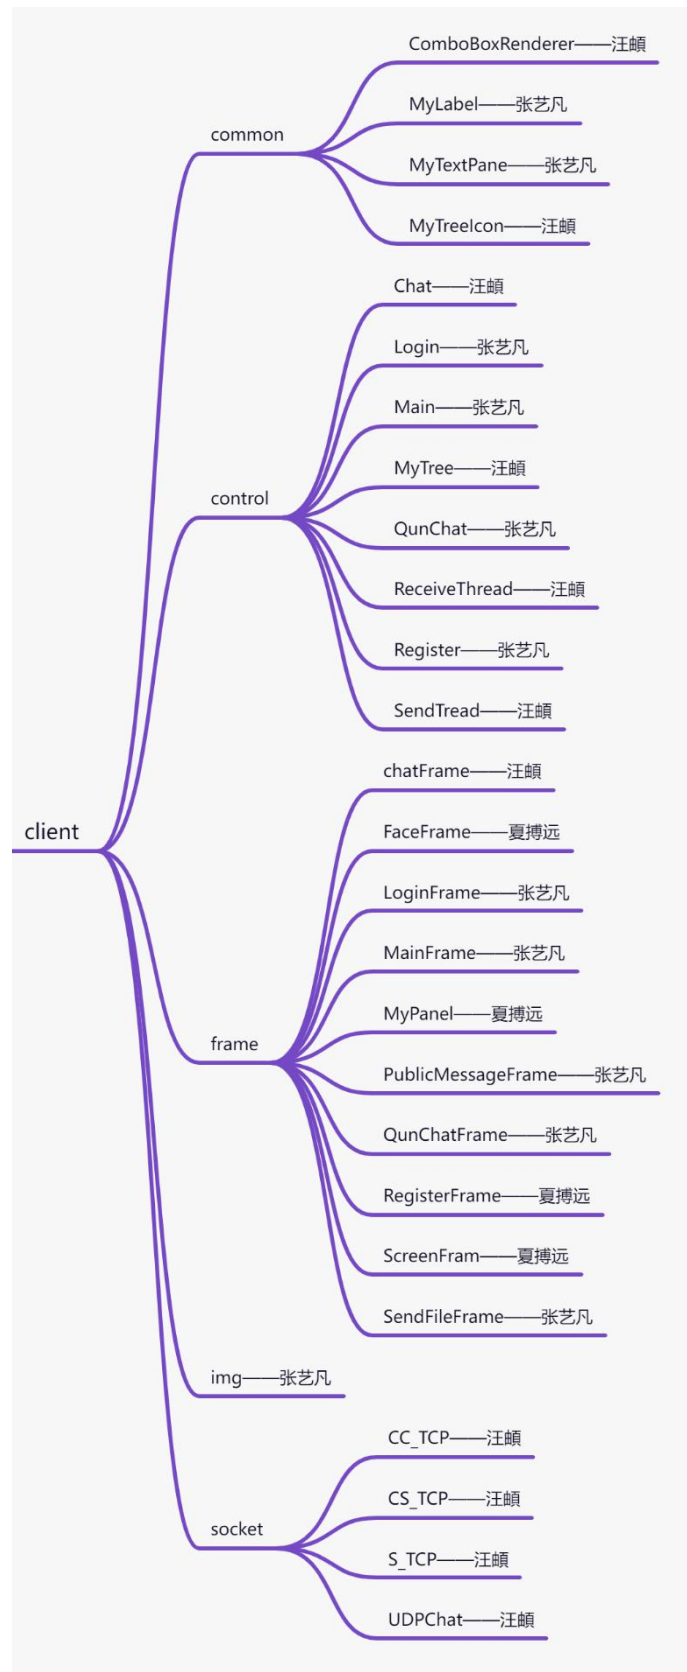 ComboBoxRenderer——汪頔
MyLabel——张艺凡
common
MyTextPane——张艺凡
MyTreeIcon——汪頔
Chat——汪頔
Login——张艺凡
Main——张艺凡
MyTree——汪頔
control
QunChat——张艺凡
ReceiveThread——汪頔
Register——张艺凡
SendTread——汪頔
chatFrame——汪頔
client
FaceFrame——夏搏远
LoginFrame——张艺凡
MainFrame——张艺凡
MyPanel——夏搏远
frame
PublicMessageFrame——张艺凡
QunChatFrame——张艺凡
RegisterFrame——夏搏远
ScreenFram——夏搏远
SendFileFrame——张艺凡
img——张艺凡
CC_TCP——汪頔
CS_TCP——汪頔
socket
S_TCP——汪頔
UDPChat——汪頔